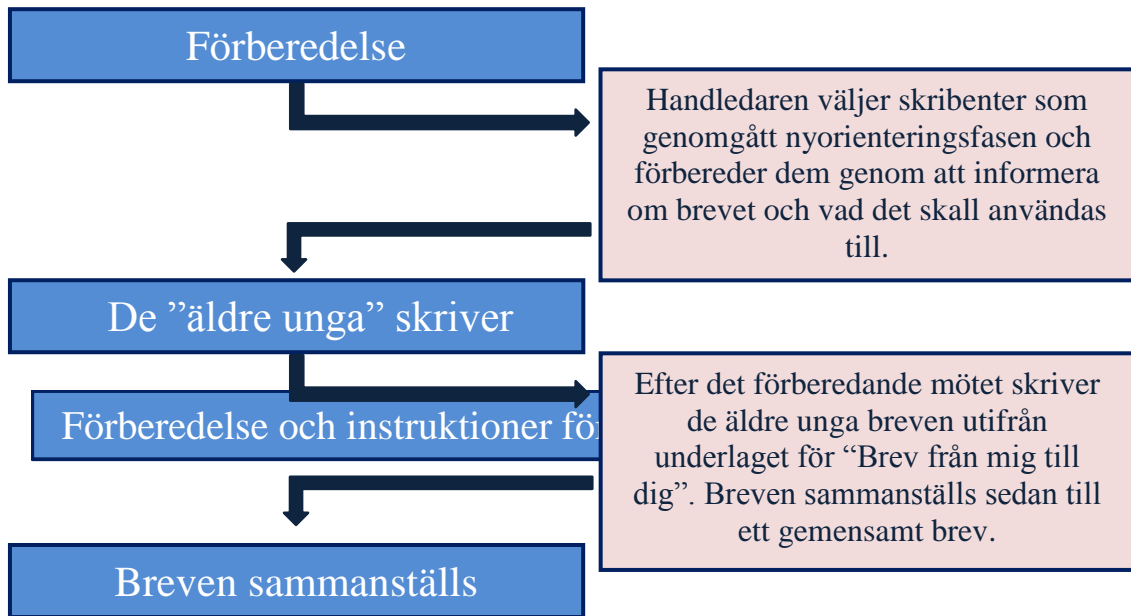 Förberedelse
Handledaren väljer skribenter som
genomgått nyorienteringsfasen och
förbereder dem genom att informera
om brevet och vad det skall användas
till.
De ”äldre unga” skriver
Efter det förberedande mötet skriver
de äldre unga breven utifrån
underlaget för “Brev från mig till
dig”. Breven sammanställs sedan till
ett gemensamt brev.
Förberedelse och instruktioner för
Breven sammanställs